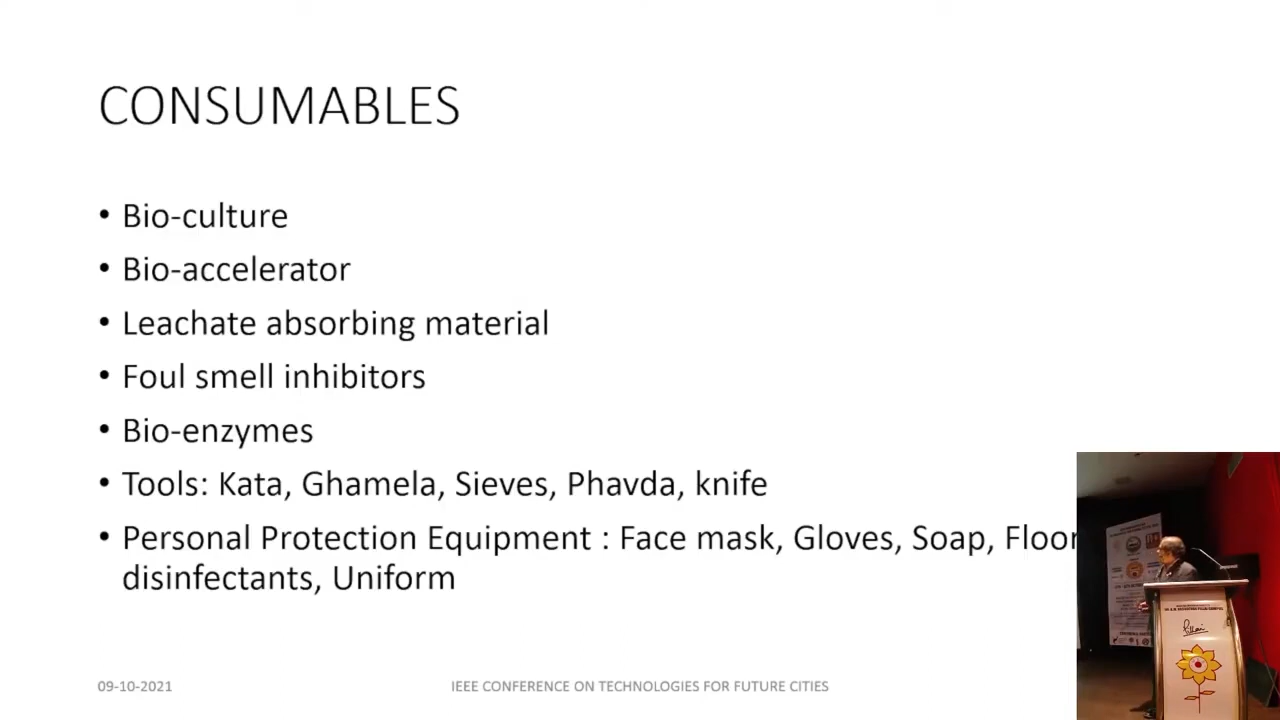 CONSUMABLES
• Bio-culture
• Bio-accelerator
• Leachate absorbing material
• Foul smell inhibitors
• Bio-enzymes
• Tools: Kata, Ghamela, Sieves, Phavda, knife
• Personal Protection Equipment : Face mask, Gloves, Soap, Floor
disinfectants, Uniform
09-10-2021
IEEE CONFERENCE ON TECHNOLOGIES FOR FUTURE CITIES
Pillai